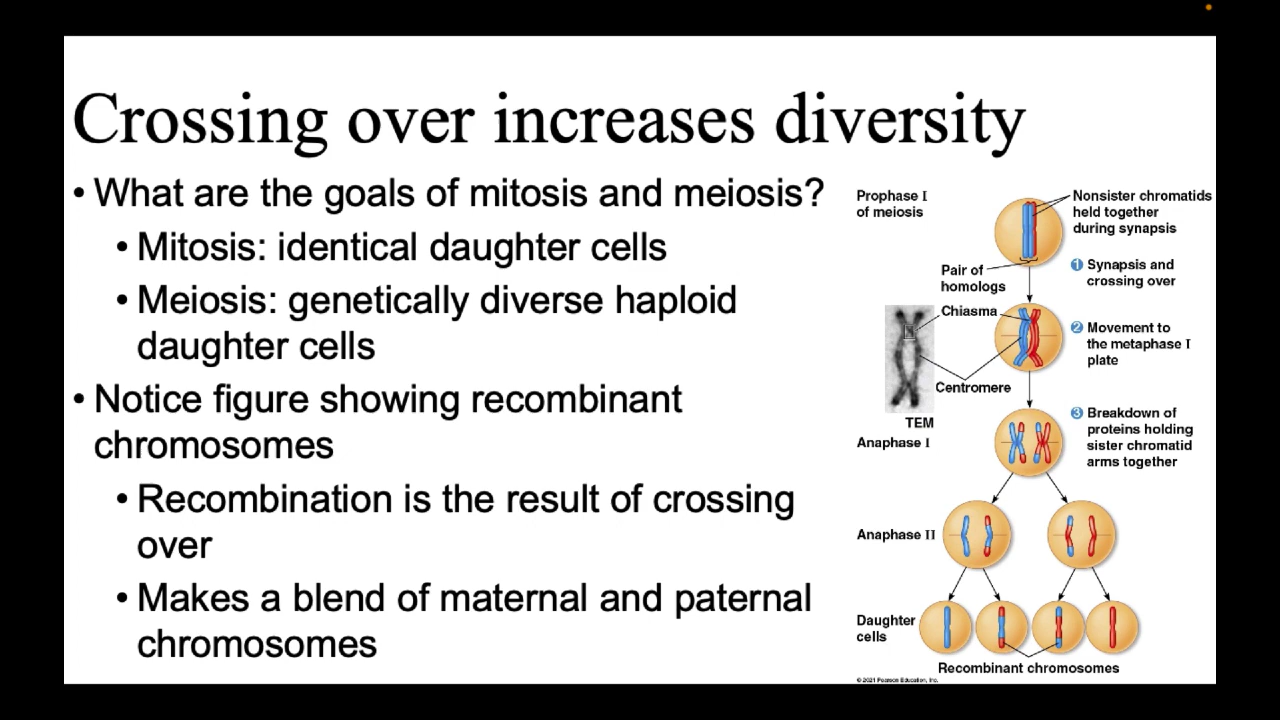 Crossing over increases diversity
• What are the goals of mitosis and meiosis?
• Mitosis: identical daughter cells
• Meiosis: genetically diverse haploid
daughter cells
• Notice figure showing recombinant
chromosomes
• Recombination is the result of crossing
over
• Makes a blend of maternal and paternal
chromosomes
Prophase I
of meiosis
Nonsister chromatids
held together
during synapsis
Pair of
homologs
1 Synapsis and
crossing over
Chiasma
2 Movement to
the metaphase I
plate
Centromere
TEM
Anaphase I
3 Breakdown of
proteins holding
sister chromatid
arms together
Anaphase II
Daughter
cells
Recombinant chromosomes
© 2021 Pearson Education, Inc.